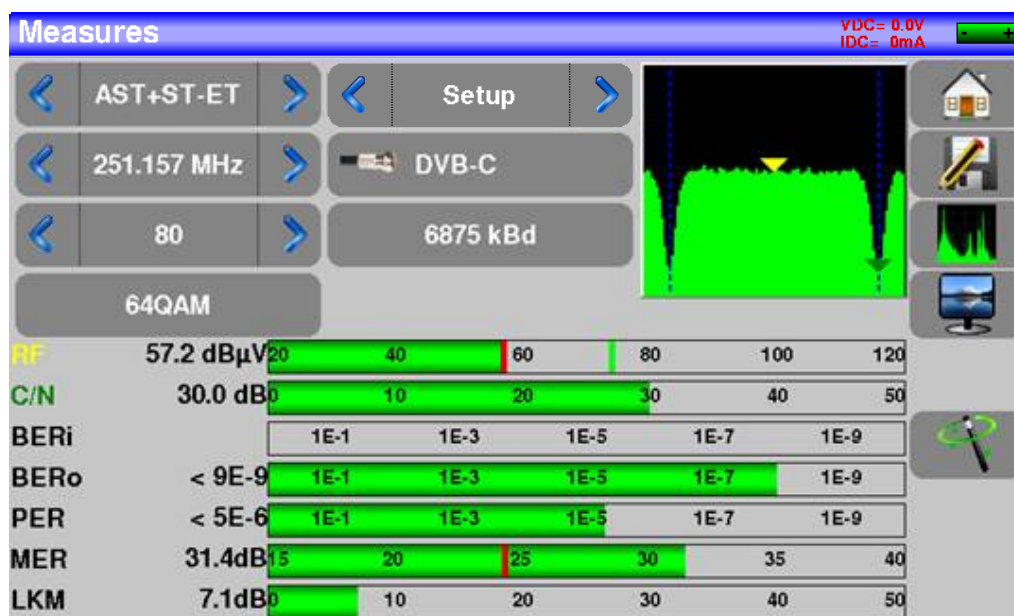 Measures
VDC= 0.0V
IDC= 0mA
- +
AST+ST-ET
Setup
251.157 MHz
DVB-C
80
6875 kBd
64QAM
RF 57.2 dBµV 20 40 60 80 100 120
C/N 30.0 dB 0 10 20 30 40 50
BERi 1E-1 1E-3 1E-5 1E-7 1E-9
BERo < 9E-9 1E-1 1E-3 1E-5 1E-7 1E-9
PER < 5E-6 1E-1 1E-3 1E-5 1E-7 1E-9
MER 31.4dB 15 20 25 30 35 40
LKM 7.1dB 0 10 20 30 40 50